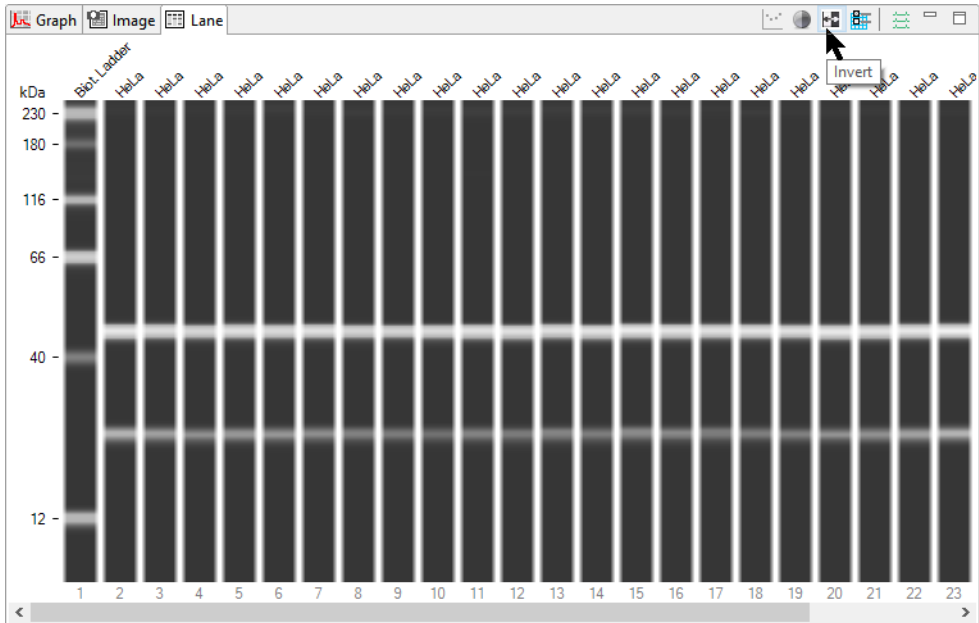 Graph Image Lane
Invert
kDa Biot. Ladder HeLa HeLa HeLa HeLa HeLa HeLa HeLa HeLa HeLa HeLa HeLa HeLa HeLa HeLa HeLa HeLa HeLa HeLa HeLa HeLa HeLa HeLa
230
180
116
66
40
12
1 2 3 4 5 6 7 8 9 10 11 12 13 14 15 16 17 18 19 20 21 22 23